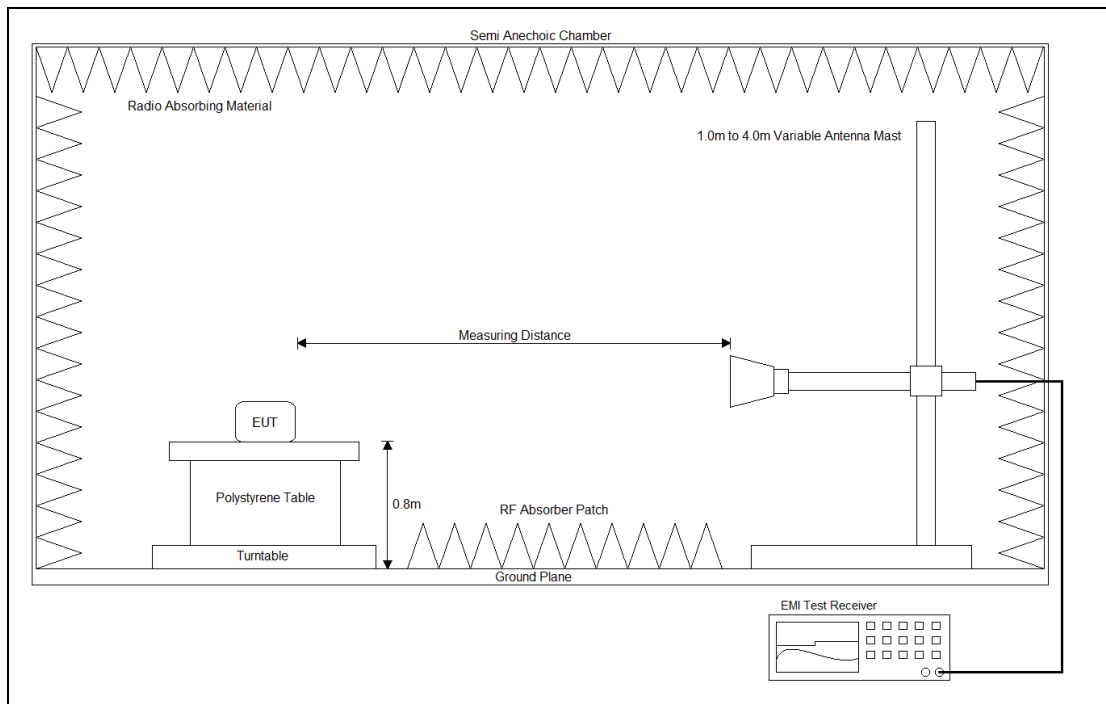 Semi Anechoic Chamber
Radio Absorbing Material
1.0m to 4.0m Variable Antenna Mast
Measuring Distance
EUT
Polystyrene Table
0.8m
RF Absorber Patch
Turntable
Ground Plane
EMI Test Receiver